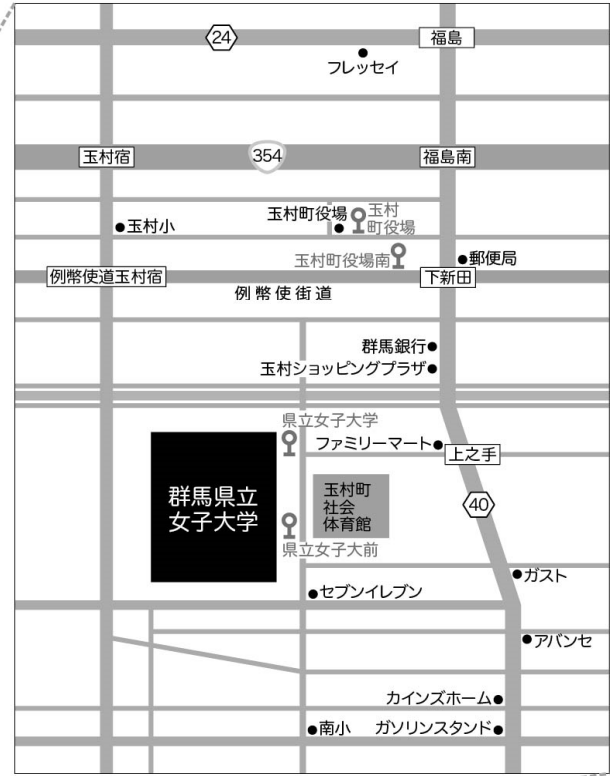 24
福島
フレッセイ
玉村宿
354
福島南
玉村小
玉村町役場
玉村
町役場
玉村町役場南
郵便局
例幣使道玉村宿
下新田
例幣使街道
群馬銀行
玉村ショッピングプラザ
県立女子大学
ファミリーマート
上之手
群馬県立
女子大学
玉村町
社会
体育館
40
県立女子大前
ガスト
セブンイレブン
アバンセ
カインズホーム
南小
ガソリンスタンド